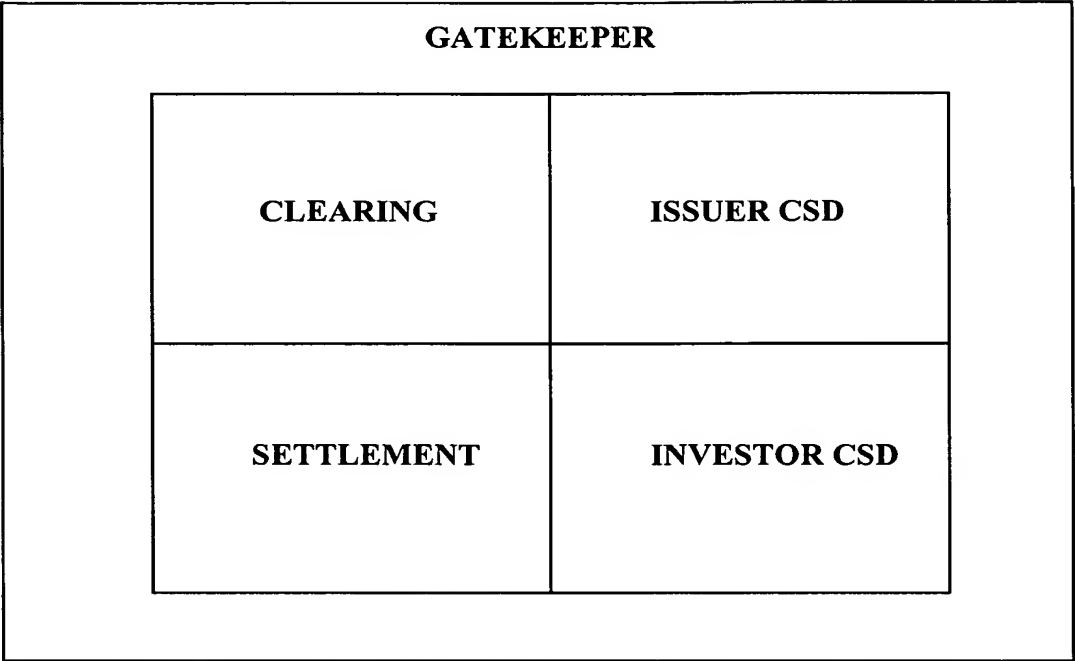 GATEKEEPER
CLEARING
ISSUER CSD
SETTLEMENT
INVESTOR CSD